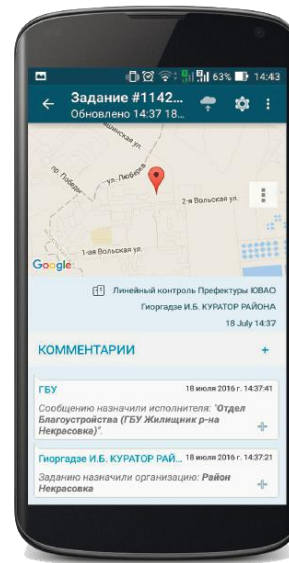 63% 14:43
Задание #1142...
Обновлено 14:37 18...
пр. Победы
ул. Люберка
2-я Вольская ул.
1-ая Вольская ул.
Google
Линейный контроль Префектуры ЮВАО
Гиоргадзе И.Б. КУРАТОР РАЙОНА
18 July 14:37
КОММЕНТАРИИ +
ГБУ 18 июля 2016 г. 14:37:41
Сообщению назначили исполнителя: "Отдел
Благоустройства (ГБУ Жилищник р-на
Некрасовка)".
Гиоргадзе И.Б. КУРАТОР РАЙ... 18 июля 2016 г. 14:37:21
Заданию назначили организацию: Район
Некрасовка